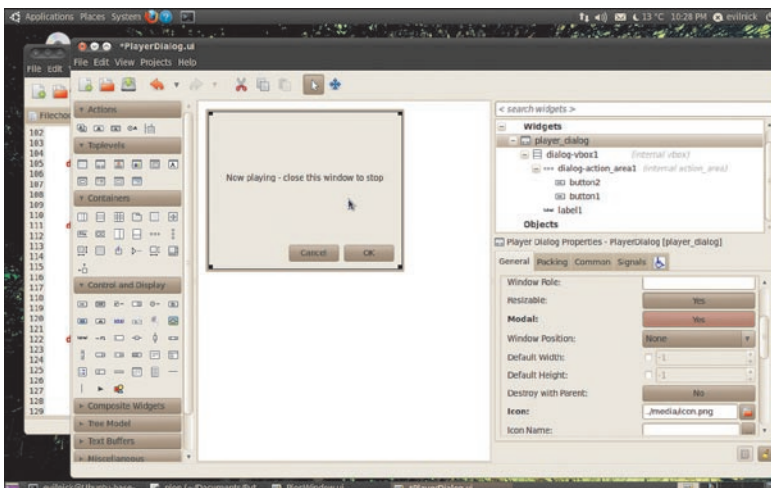 Applications Places System
13 °C 10:28 PM evilnick
*PlayerDialog.ui
File Edit
File Edit View Projects Help
Filechoo
102
103
104
105
106
107
108
109
110
111
112
113
114
115
116
117
118
119
120
121
122
123
124
125
126
127
128
129
Actions
Toplevels
Containers
Control and Display
Composite Widgets
Tree Model
Text Buffers
Miscellaneous
Now playing - close this window to stop
Cancel OK
< search widgets >
Widgets
player_dialog
dialog-vbox1 (internal vbox)
dialog-action_area1 (internal action_area)
button2
button1
label1
Objects
Player Dialog Properties - PlayerDialog [player_dialog]
General Packing Common Signals
Window Role:
Resizable: Yes
Modal: Yes
Window Position: None
Default Width: -1
Default Height: -1
Destroy with Parent: No
Icon: ../media/icon.png
Icon Name:
*PlayerDialog.ui